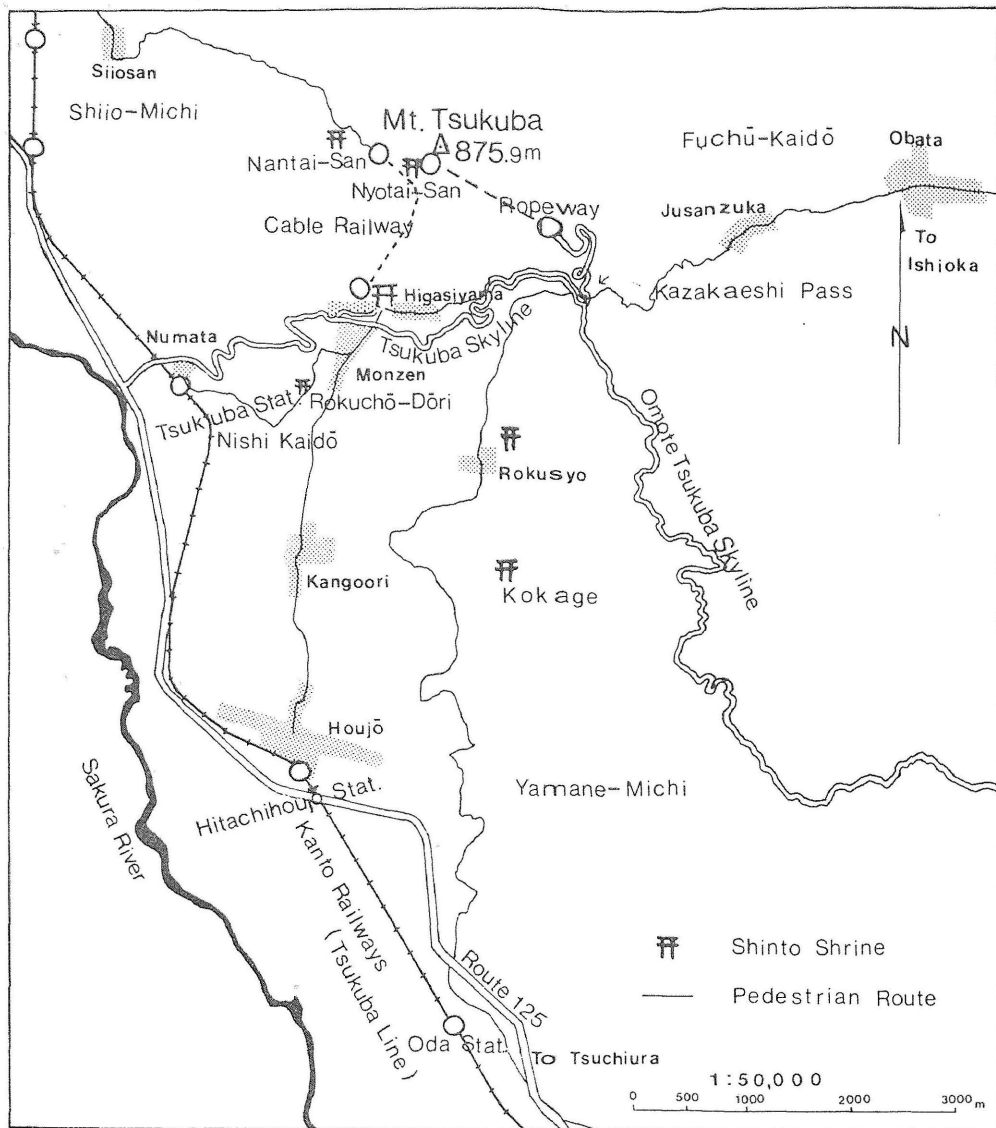 Siiosan
Shiio-Michi
Mt. Tsukuba
875.9m
Nantai-San
Nyotai-San
Fuchū-Kaidō
Obata
Ropeway
Jusanzuka
Cable Railway
To
Ishioka
Higasiyama
Kazakaeshi Pass
Numata
Tsukuba Skyline
N
Monzen
Tsukuba Stat.
Rokuchō-Dōri
Nishi Kaidō
Omote Tsukuba Skyline
Rokusyo
Kangoori
Kokage
Houjō
Sakura River
Hitachihouj Stat.
Yamane-Michi
Kanto Railways
(Tsukuba Line)
Shinto Shrine
Pedestrian Route
Route 125
Oda Stat.
To Tsuchiura
1:50,000
0 500 1000 2000 3000 m